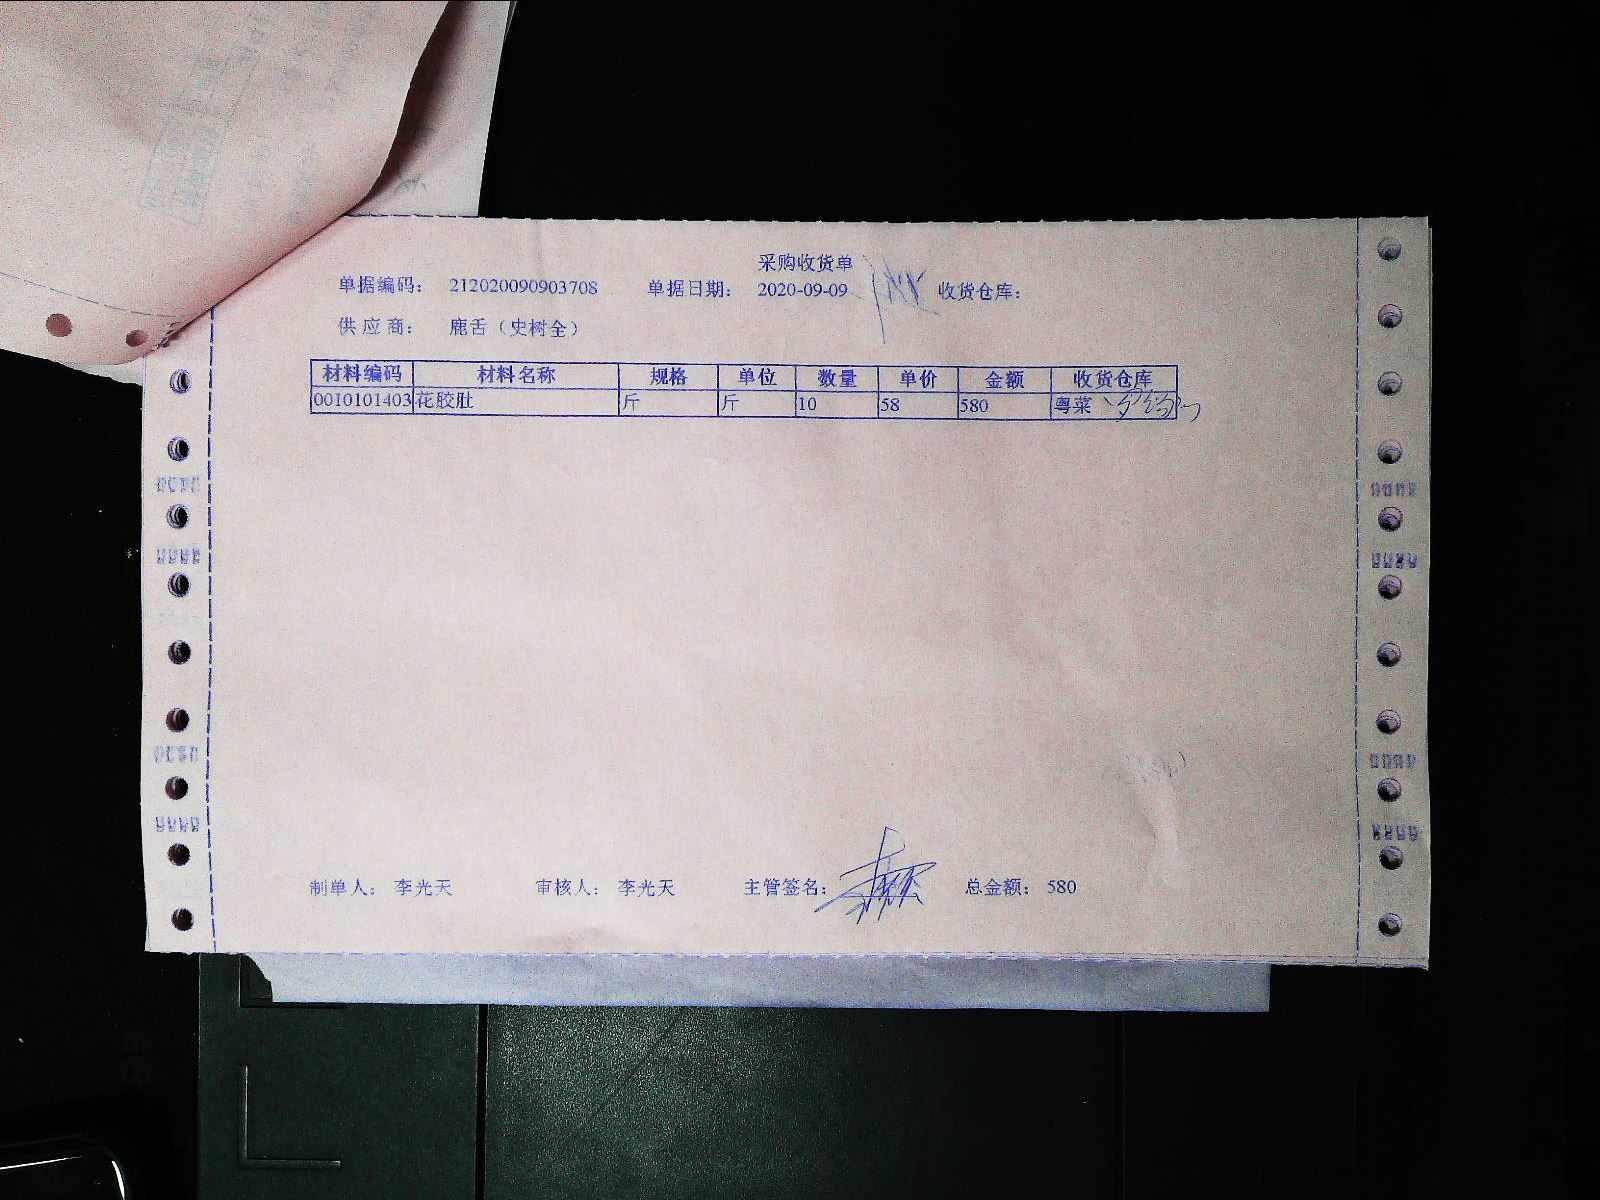 采购收货单
单据编码： 212020090903708 单据日期： 2020-09-09 收货仓库：
供应商： 鹿舌（史树全）
材料编码 材料名称 规格 单位 数量 单价 金额 收货仓库
0010101403 花胶肚 斤 斤 10 58 580 粤菜
制单人： 李光天 审核人： 李光天 主管签名： 总金额： 580